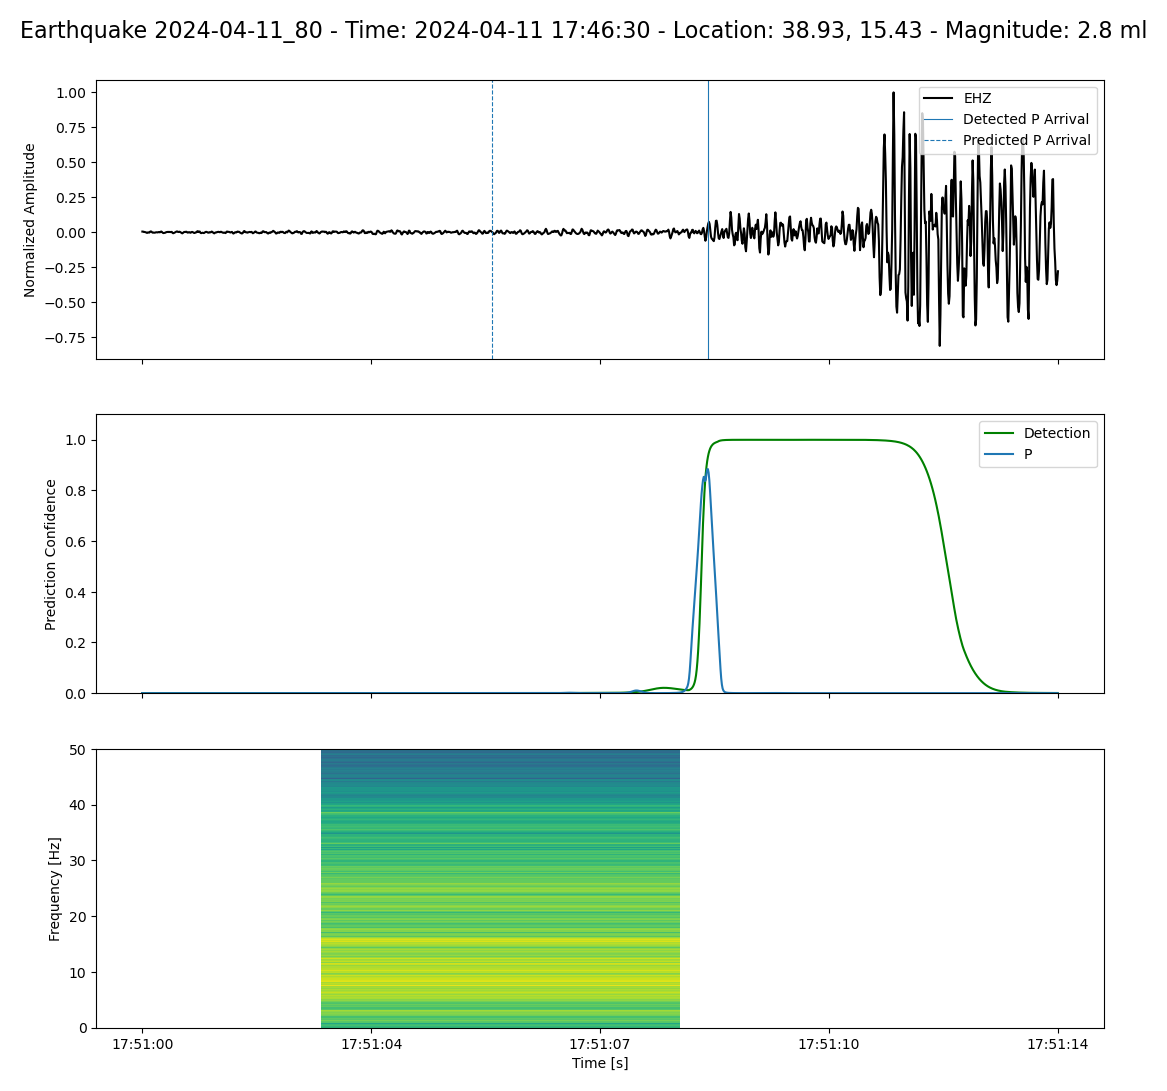 Earthquake 2024-04-11_80 - Time: 2024-04-11 17:46:30 - Location: 38.93, 15.43 - Magnitude: 2.8 ml
Normalized Amplitude
1.00
0.75
0.50
0.25
0.00
−0.25
−0.50
−0.75
EHZ
Detected P Arrival
Predicted P Arrival
Prediction Confidence
1.0
0.8
0.6
0.4
0.2
0.0
Detection
P
Frequency [Hz]
50
40
30
20
10
0
17:51:00 17:51:04 17:51:07 17:51:10 17:51:14
Time [s]